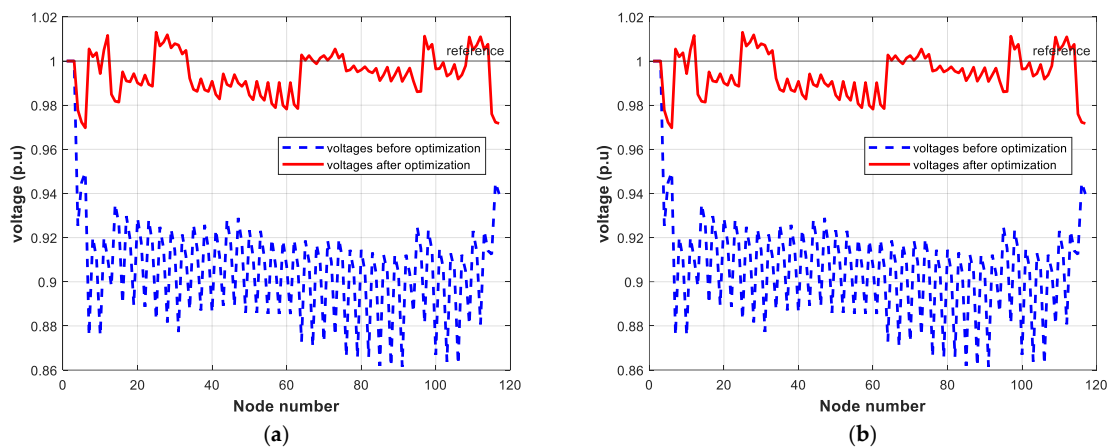 1.02
1
0.98
0.96
0.94
0.92
0.9
0.88
0.86
voltage (p.u)
reference
voltages before optimization
voltages after optimization
0 20 40 60 80 100 120
Node number
(a)
1.02
1
0.98
0.96
0.94
0.92
0.9
0.88
0.86
voltage (p.u)
reference
voltages before optimization
voltages after optimization
0 20 40 60 80 100 120
Node number
(b)